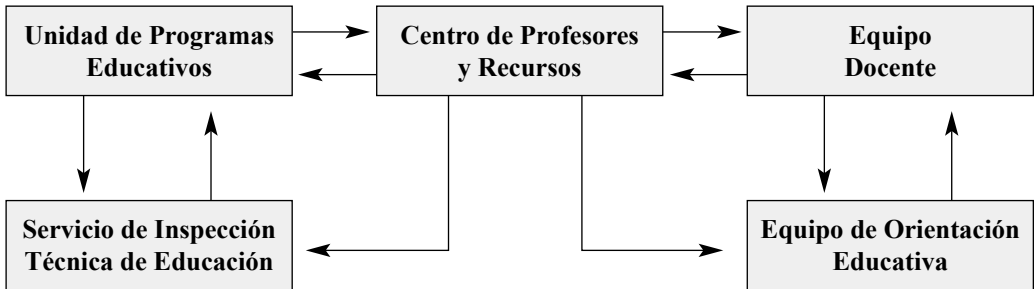 Unidad de Programas
Educativos
Centro de Profesores
y Recursos
Equipo
Docente
Servicio de Inspección
Técnica de Educación
Equipo de Orientación
Educativa